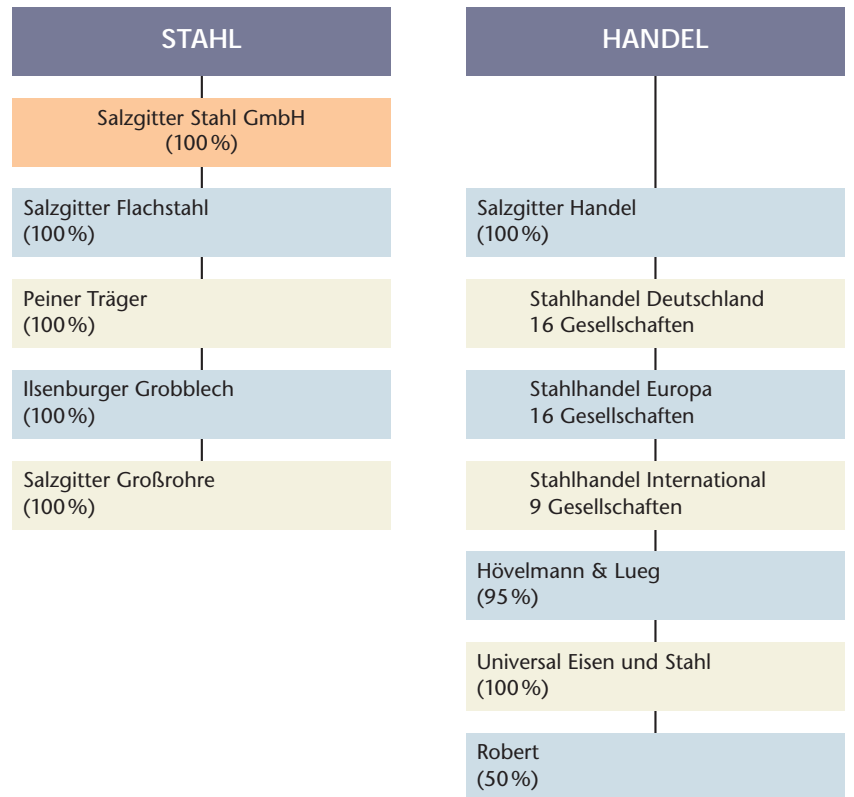 STAHL
Salzgitter Stahl GmbH
(100 %)
Salzgitter Flachstahl
(100 %)
Peiner Träger
(100 %)
Ilsenburger Grobblech
(100 %)
Salzgitter Großrohre
(100 %)
HANDEL
Salzgitter Handel
(100 %)
Stahlhandel Deutschland
16 Gesellschaften
Stahlhandel Europa
16 Gesellschaften
Stahlhandel International
9 Gesellschaften
Hövelmann & Lueg
(95 %)
Universal Eisen und Stahl
(100 %)
Robert
(50 %)